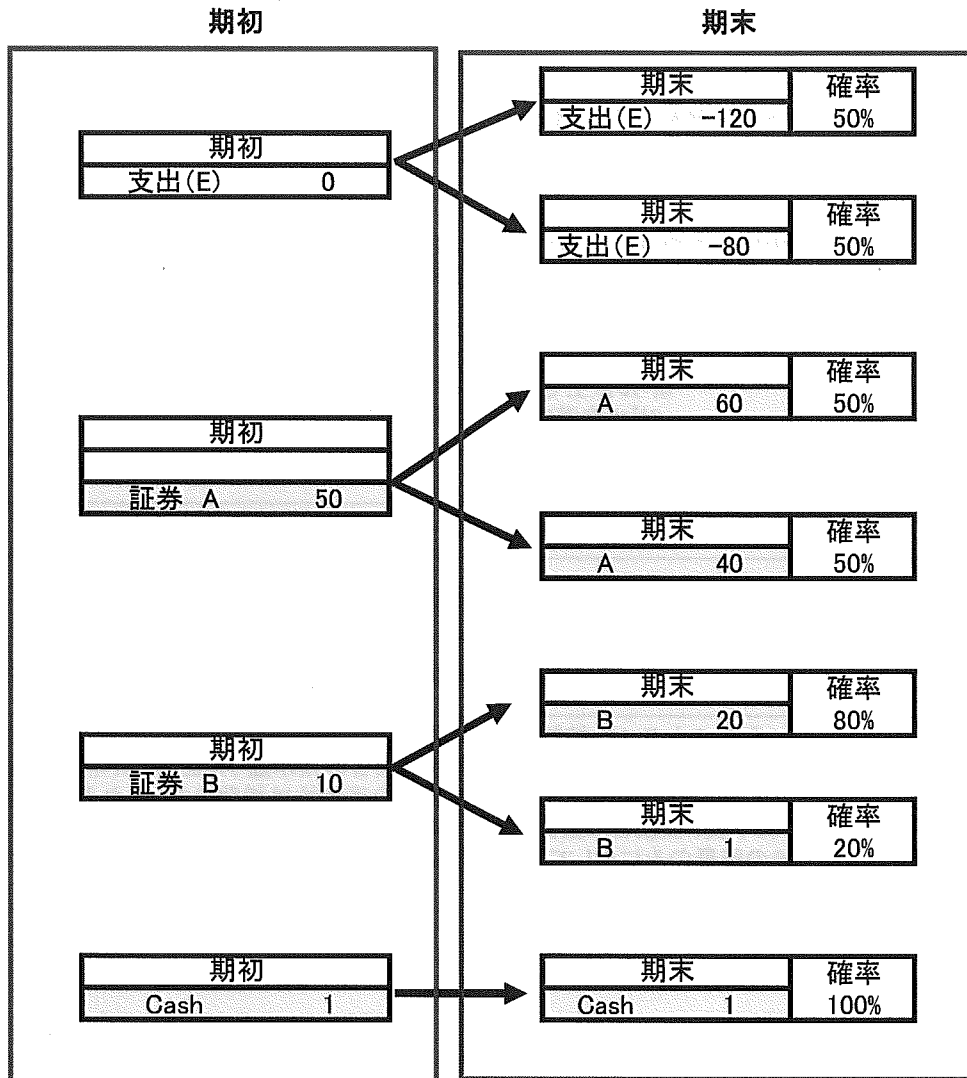 期初 期末
期末 確率
支出(E) -120 50%
期初
支出(E) 0
期末 確率
支出(E) -80 50%
期末 確率
A 60 50%
期初
証券 A 50
期末 確率
A 40 50%
期末 確率
B 20 80%
期初
証券 B 10
期末 確率
B 1 20%
期初 期末 確率
Cash 1 Cash 1 100%